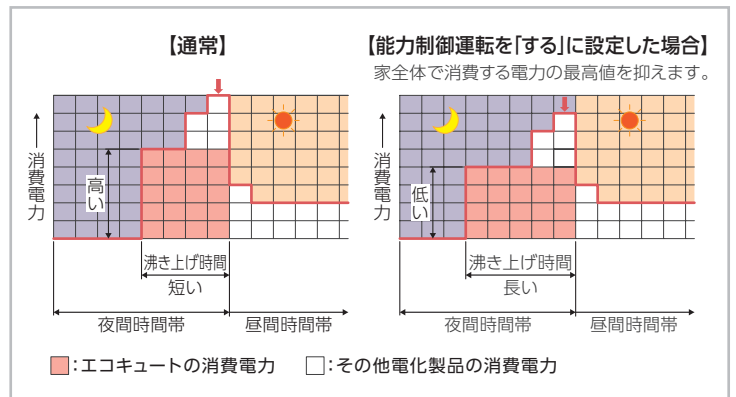 【通常】
消費電力
高い
沸き上げ時間
短い
夜間時間帯
昼間時間帯
【能力制御運転を「する」に設定した場合】
家全体で消費する電力の最高値を抑えます。
消費電力
低い
沸き上げ時間
長い
夜間時間帯
昼間時間帯
:エコキュートの消費電力
:その他電化製品の消費電力